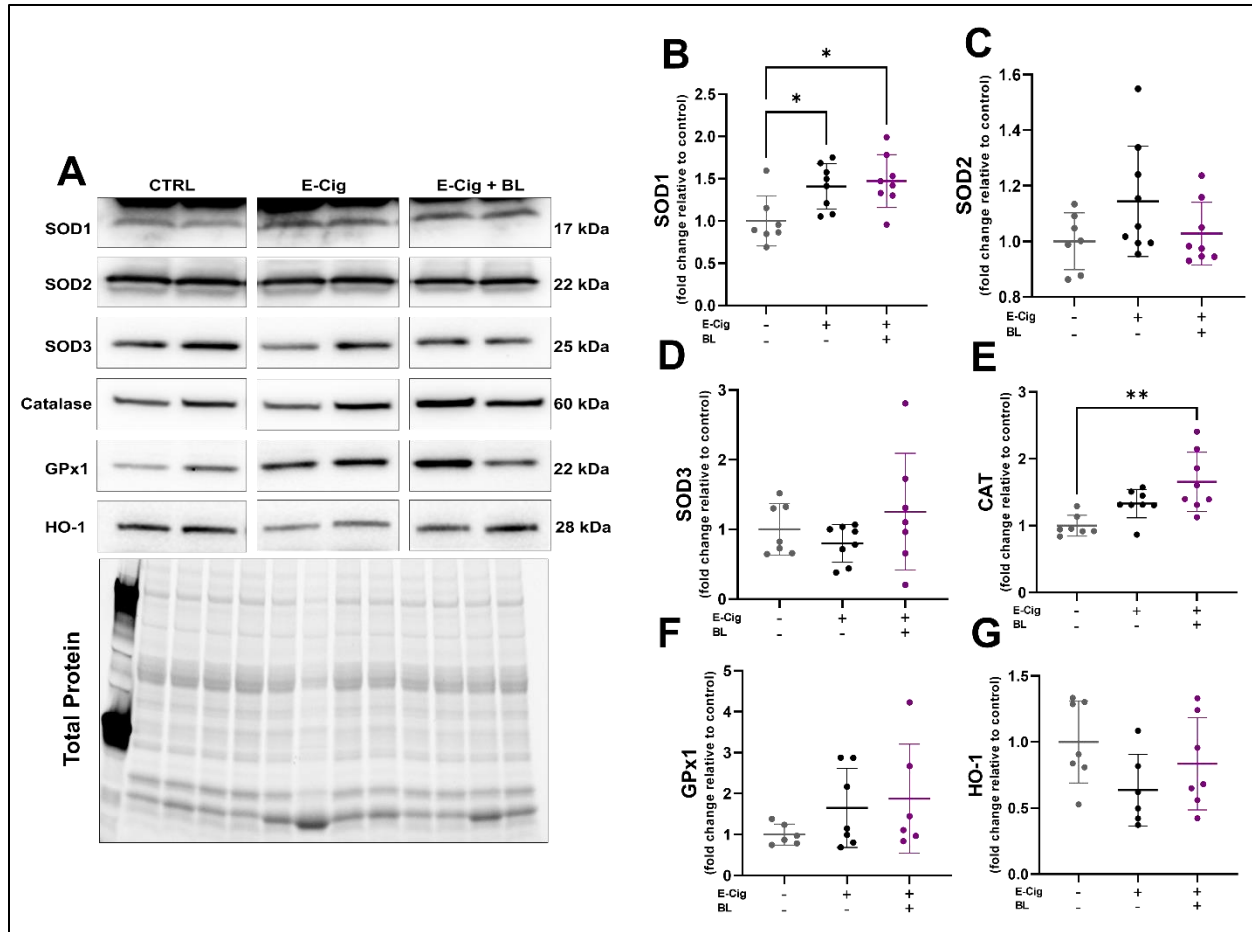 A
CTRL E-Cig E-Cig + BL
SOD1 17 kDa
SOD2 22 kDa
SOD3 25 kDa
Catalase 60 kDa
GPx1 22 kDa
HO-1 28 kDa
Total Protein
B
SOD1
(fold change relative to control)
2.5
2.0
1.5
1.0
0.5
0.0
*
*
E-Cig - + +
BL - - +
C
SOD2
(fold change relative to control)
1.6
1.4
1.2
1.0
0.8
E-Cig - + +
BL - - +
D
SOD3
(fold change relative to control)
3
2
1
0
E-Cig - + +
BL - - +
E
CAT
(fold change relative to control)
3
2
1
0
**
E-Cig - + +
BL - - +
F
GPx1
(fold change relative to control)
5
4
3
2
1
0
E-Cig - + +
BL - - +
G
HO-1
(fold change relative to control)
1.5
1.0
0.5
0.0
E-Cig - + +
BL - - +